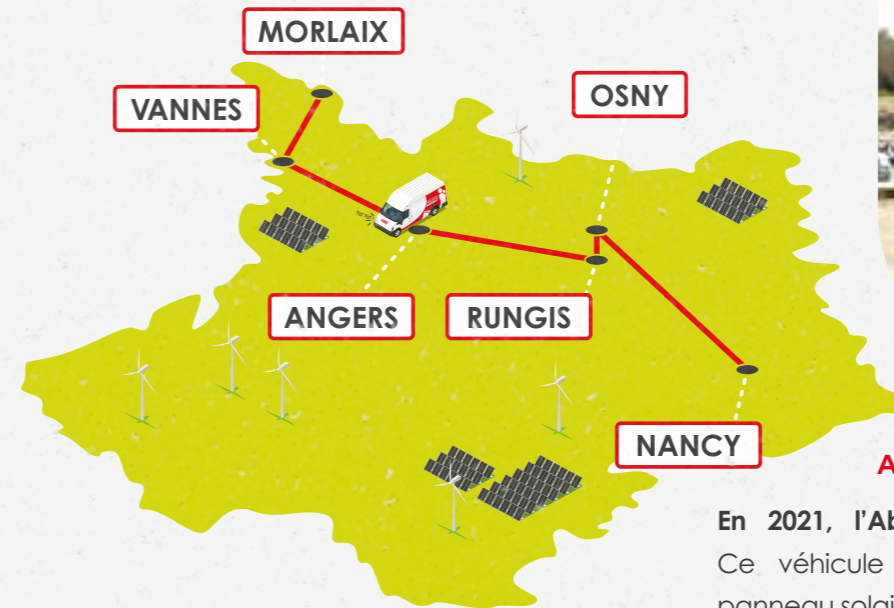 MORLAIX
VANNES
OSNY
ANGERS
RUNGIS
NANCY
En 2021,
Ce véhicule